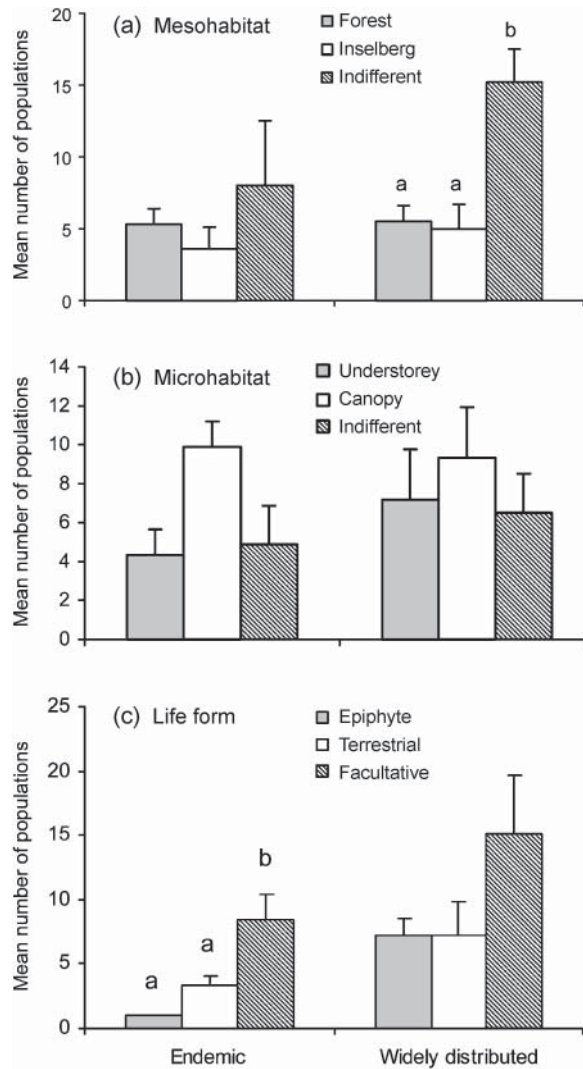 (a) Mesohabitat
Forest
Inselberg
Indifferent
Mean number of populations
20
15
10
5
0
a
a
b
(b) Microhabitat
Understorey
Canopy
Indifferent
Mean number of populations
14
12
10
8
6
4
2
0
(c) Life form
Epiphyte
Terrestrial
Facultative
Mean number of populations
25
20
15
10
5
0
a
a
b
Endemic
Widely distributed